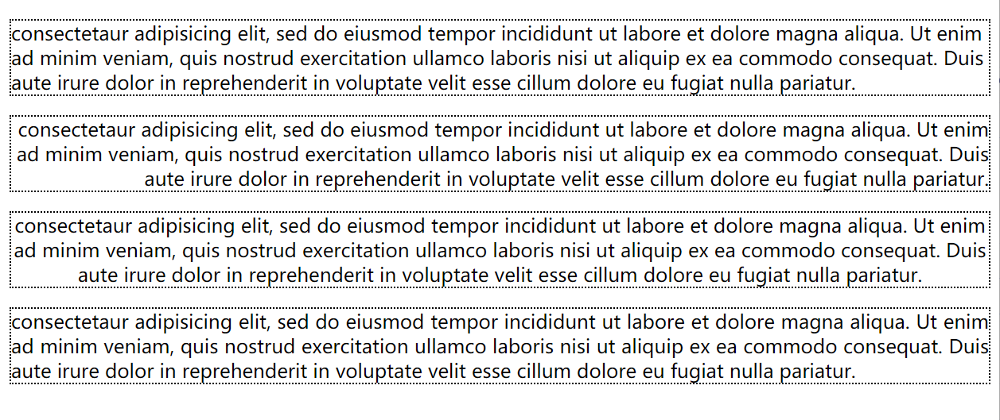 consectetaur adipisicing elit, sed do eiusmod tempor incididunt ut labore et dolore magna aliqua. Ut enim
ad minim veniam, quis nostrud exercitation ullamco laboris nisi ut aliquip ex ea commodo consequat. Duis
aute irure dolor in reprehenderit in voluptate velit esse cillum dolore eu fugiat nulla pariatur.
consectetaur adipisicing elit, sed do eiusmod tempor incididunt ut labore et dolore magna aliqua. Ut enim
ad minim veniam, quis nostrud exercitation ullamco laboris nisi ut aliquip ex ea commodo consequat. Duis
aute irure dolor in reprehenderit in voluptate velit esse cillum dolore eu fugiat nulla pariatur.
consectetaur adipisicing elit, sed do eiusmod tempor incididunt ut labore et dolore magna aliqua. Ut enim
ad minim veniam, quis nostrud exercitation ullamco laboris nisi ut aliquip ex ea commodo consequat. Duis
aute irure dolor in reprehenderit in voluptate velit esse cillum dolore eu fugiat nulla pariatur.
consectetaur adipisicing elit, sed do eiusmod tempor incididunt ut labore et dolore magna aliqua. Ut enim
ad minim veniam, quis nostrud exercitation ullamco laboris nisi ut aliquip ex ea commodo consequat. Duis
aute irure dolor in reprehenderit in voluptate velit esse cillum dolore eu fugiat nulla pariatur.